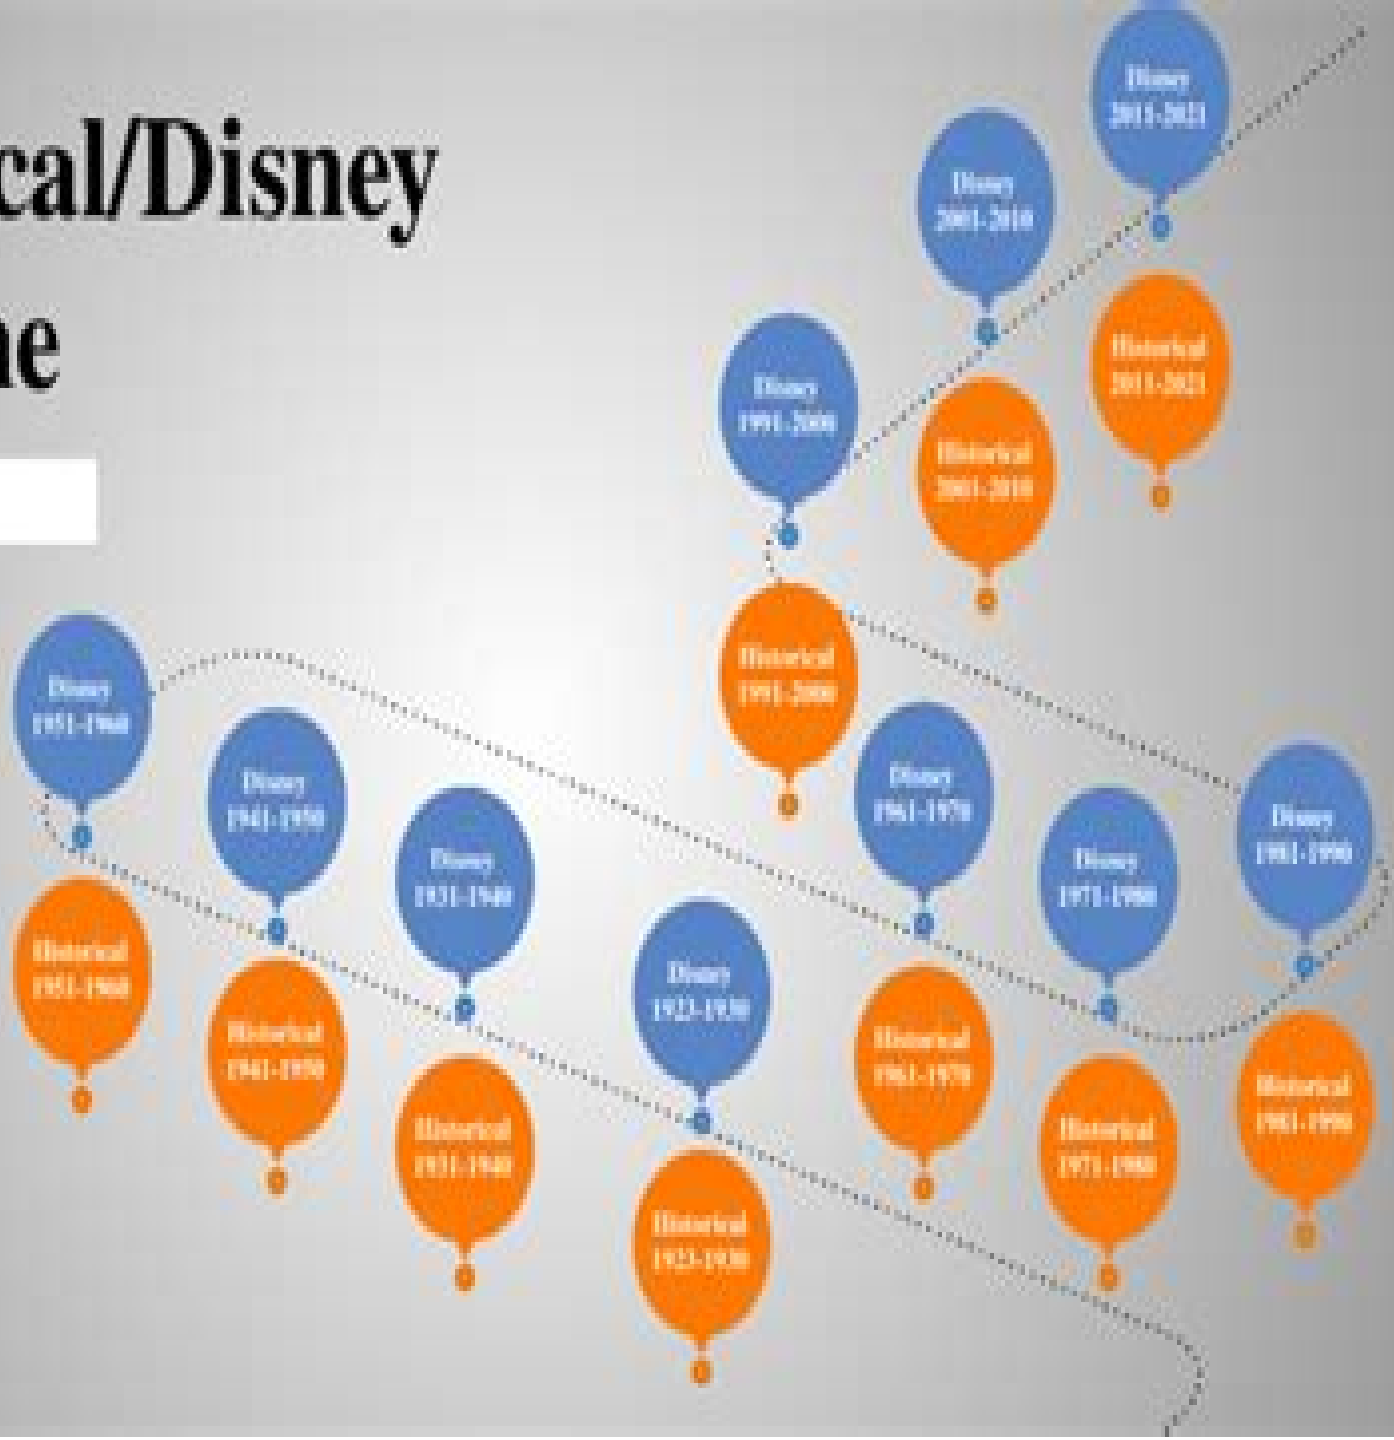 cal/Disney
ne
Disney
2011-2021
Disney
2001-2010
Historical
2011-2021
Disney
1991-2000
Historical
2001-2010
Historical
1991-2000
Disney
1951-1960
Disney
1941-1950
Disney
1931-1940
Disney
1961-1970
Disney
1971-1980
Disney
1981-1990
Historical
1951-1960
Historical
1941-1950
Historical
1931-1940
Disney
1923-1930
Historical
1961-1970
Historical
1971-1980
Historical
1981-1990
Historical
1923-1930